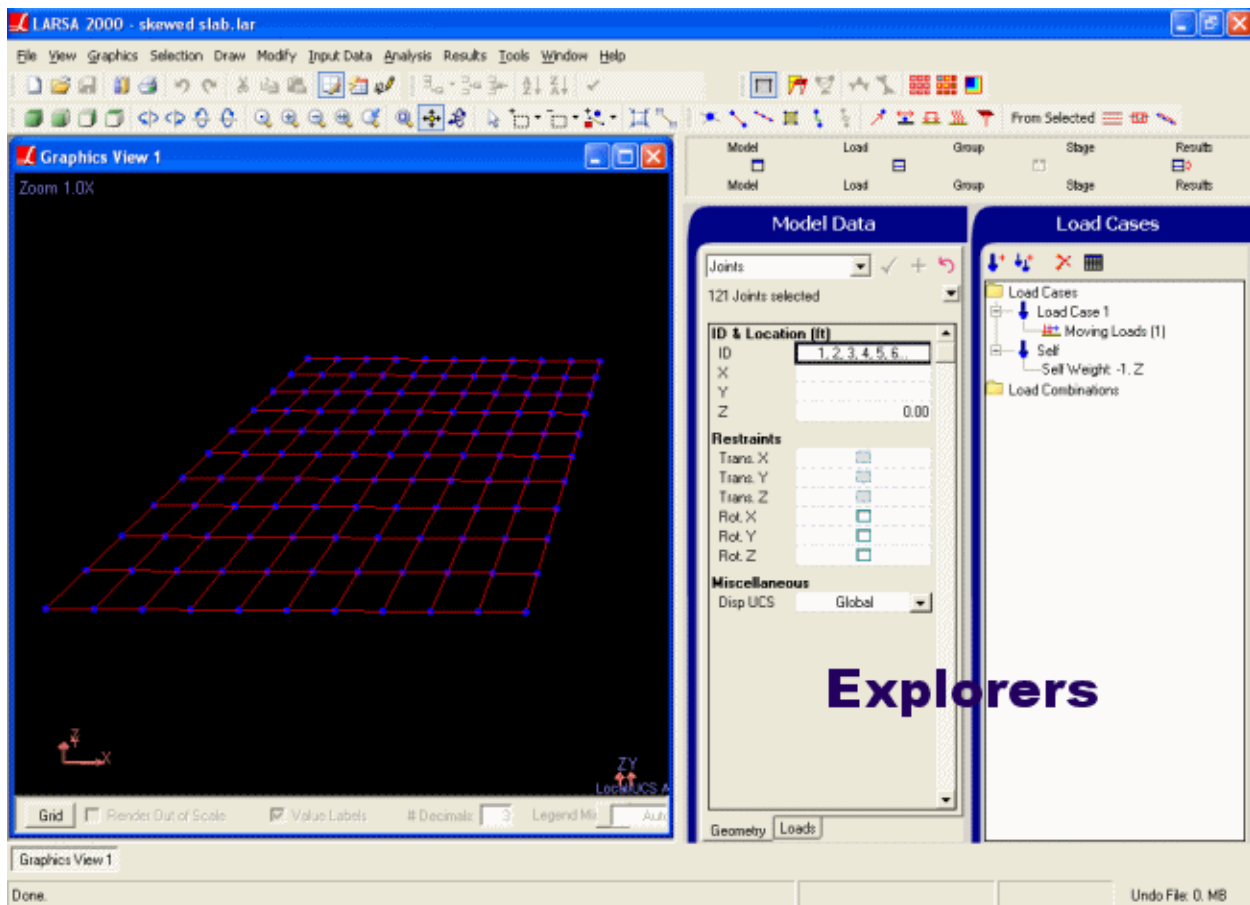 LARSA 2000 - skewed slab.lar
File View Graphics Selection Draw Modify Input Data Analysis Results Tools Window Help
From Selected
Graphics View 1
Zoom 1.0X
Z
X
ZY
Local UCS A
Grid Render Out of Scale Value Labels # Decimals: 3 Legend Auto
Model Load Group Stage Results
Model Load Group Stage Results
Model Data
Joints
121 Joints selected
ID & Location (ft)
ID 1, 2, 3, 4, 5, 6...
X
Y
Z 0.00
Restraints
Trans. X
Trans. Y
Trans. Z
Rot. X
Rot. Y
Rot. Z
Miscellaneous
Disp UCS Global
Geometry Loads
Load Cases
Load Cases
Load Case 1
Moving Loads (1)
Self
Self Weight: -1. Z
Load Combinations
Explorers
Graphics View 1
Done.
Undo File: 0. MB